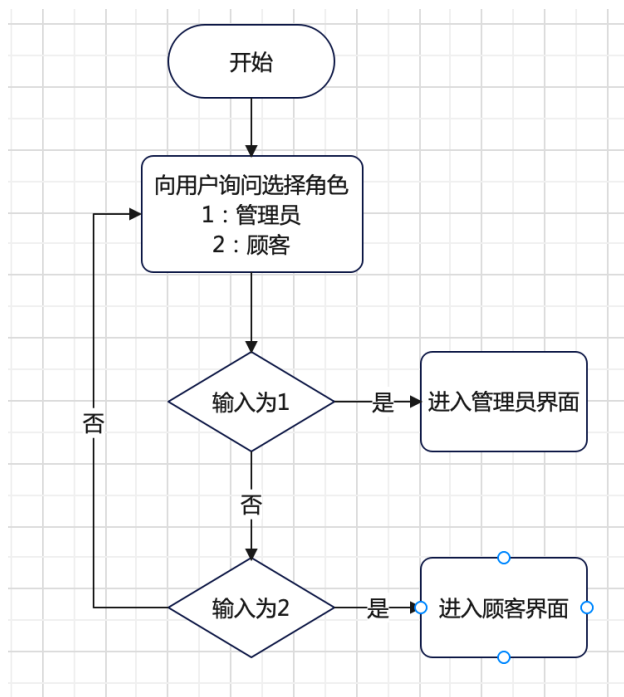 开始
向用户询问选择角色
1：管理员
2：顾客
输入为1
是
进入管理员界面
否
否
输入为2
是
进入顾客界面